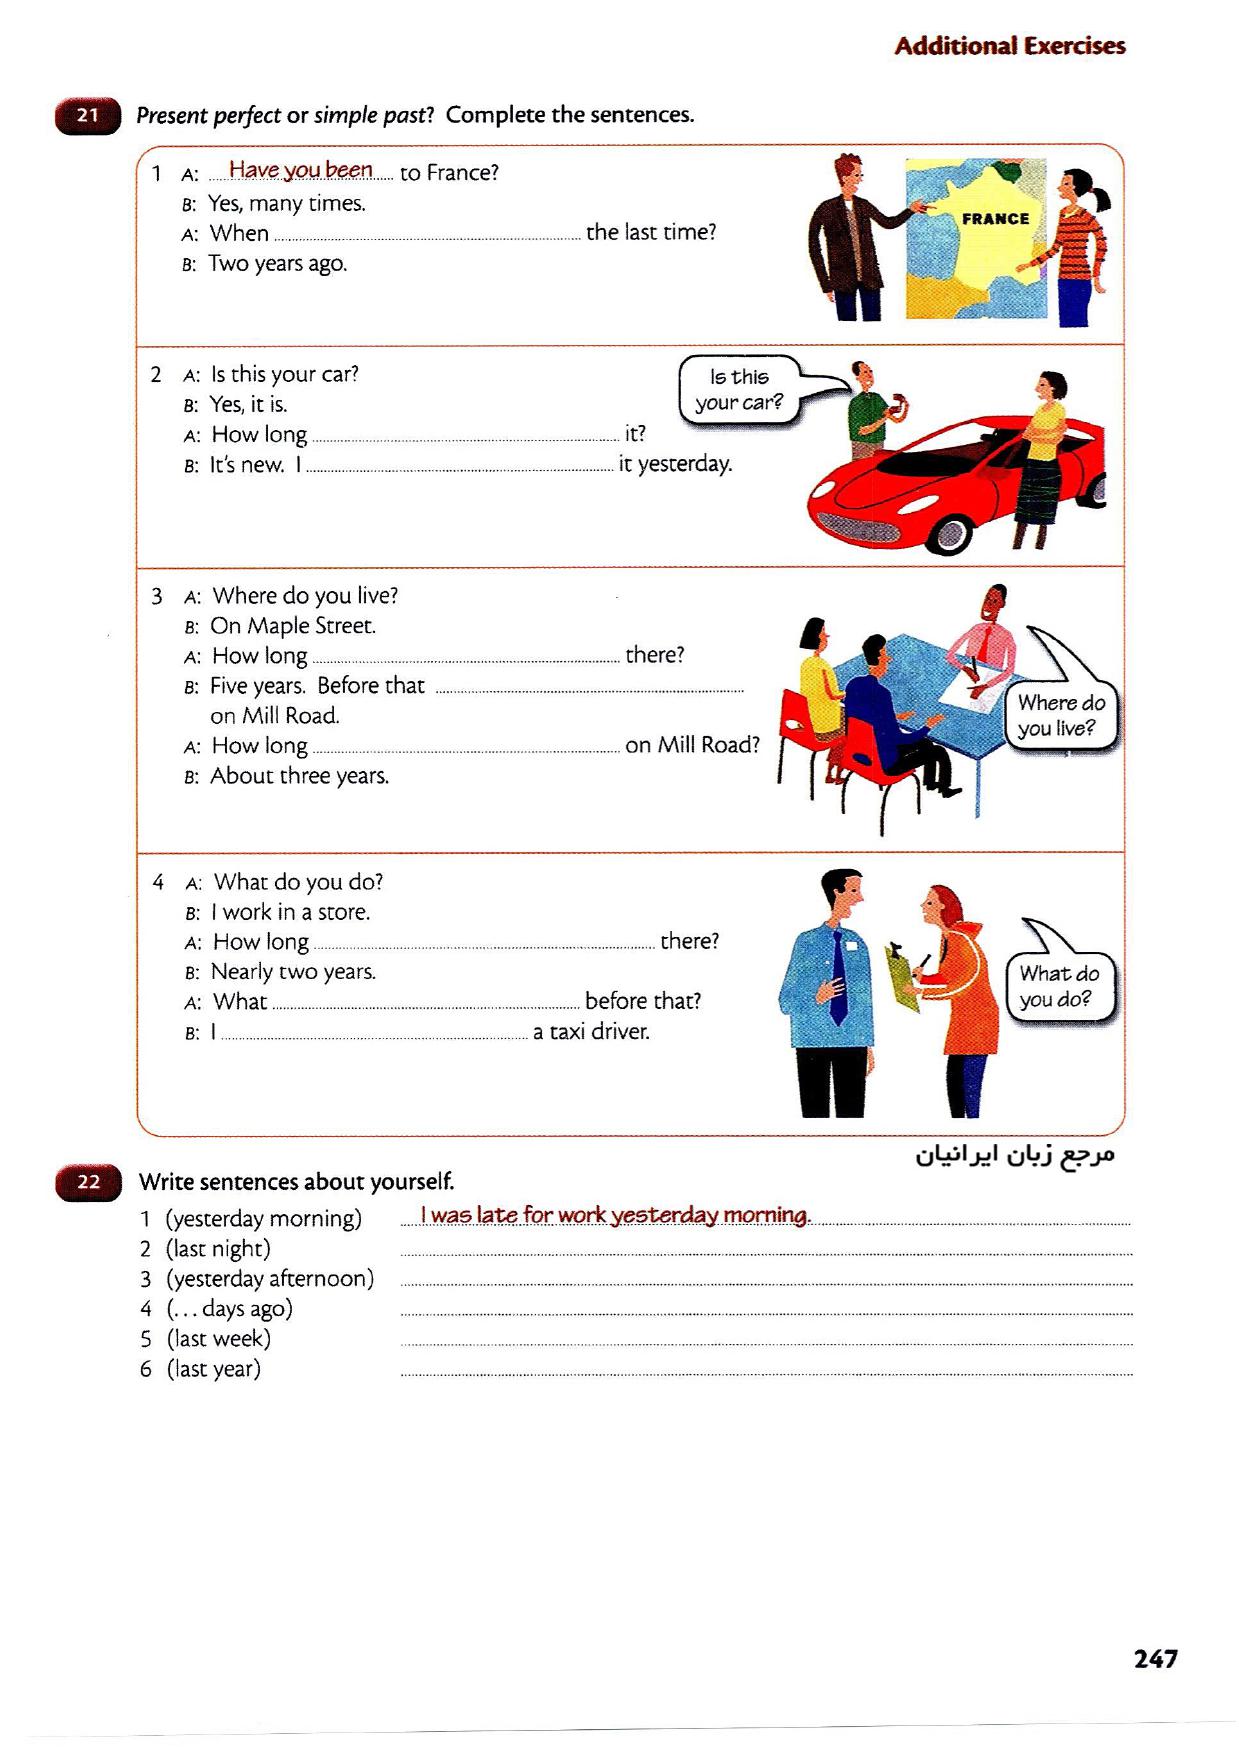 Additional Exercises
21 Present perfect or simple past? Complete the sentences.
1 A: Have you been to France?
B: Yes, many times.
A: When ........ the last time?
B: Two years ago.
FRANCE
2 A: Is this your car?
B: Yes, it is.
A: How long ........ it?
B: It's new. I ........ it yesterday.
Is this
your car?
3 A: Where do you live?
B: On Maple Street.
A: How long ........ there?
B: Five years. Before that ........
on Mill Road.
A: How long ........ on Mill Road?
B: About three years.
Where do
you live?
4 A: What do you do?
B: I work in a store.
A: How long ........ there?
B: Nearly two years.
A: What ........ before that?
B: I ........ a taxi driver.
What do
you do?
مرجع زبان ایرانیان
22 Write sentences about yourself.
1 (yesterday morning) I was late for work yesterday morning.
2 (last night)
3 (yesterday afternoon)
4 (... days ago)
5 (last week)
6 (last year)
247